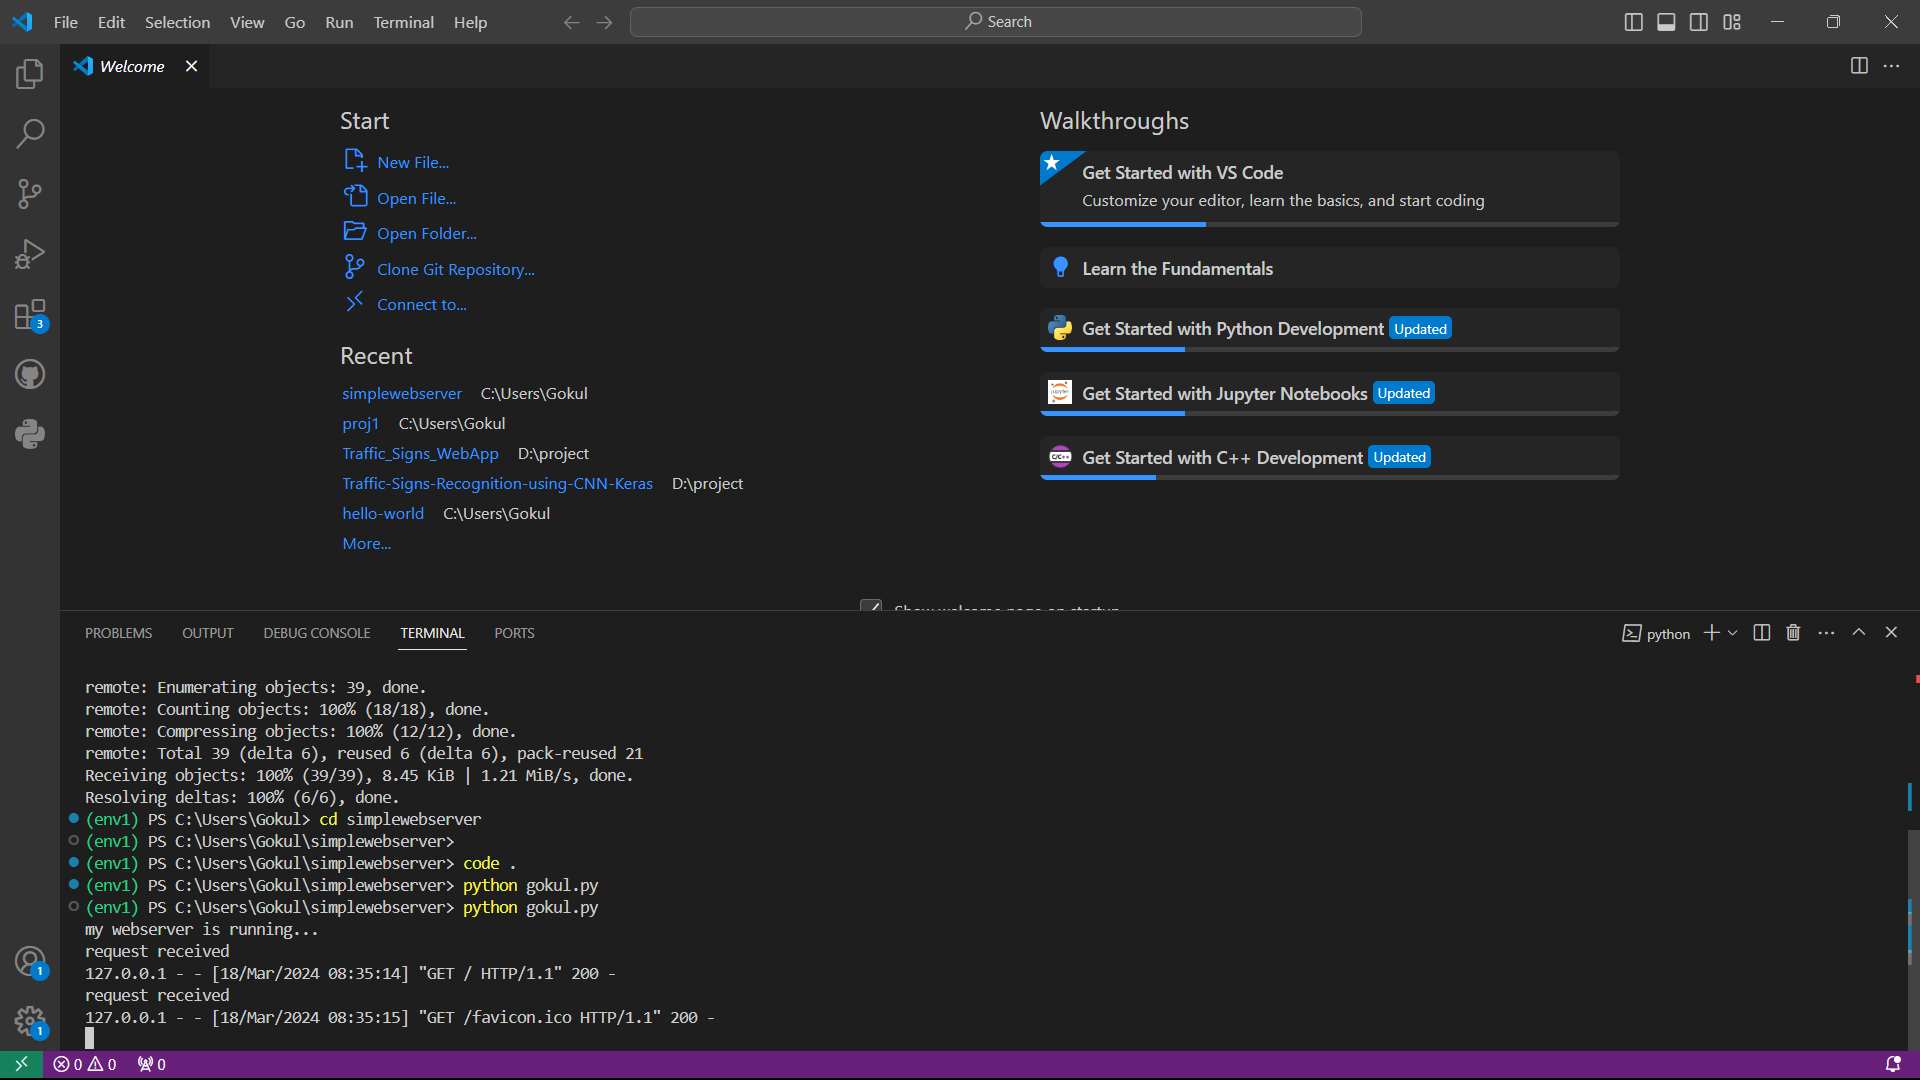 File Edit Selection View Go Run Terminal Help
Search
Welcome
Start
New File...
Open File...
Open Folder...
Clone Git Repository...
Connect to...
Recent
simplewebserver C:\Users\Gokul
proj1 C:\Users\Gokul
Traffic_Signs_WebApp D:\project
Traffic-Signs-Recognition-using-CNN-Keras D:\project
hello-world C:\Users\Gokul
More...
Walkthroughs
Get Started with VS Code
Customize your editor, learn the basics, and start coding
Learn the Fundamentals
Get Started with Python Development Updated
Get Started with Jupyter Notebooks Updated
Get Started with C++ Development Updated
Show welcome page on startup
3
1
1
PROBLEMS OUTPUT DEBUG CONSOLE TERMINAL PORTS
python
remote: Enumerating objects: 39, done.
remote: Counting objects: 100% (18/18), done.
remote: Compressing objects: 100% (12/12), done.
remote: Total 39 (delta 6), reused 6 (delta 6), pack-reused 21
Receiving objects: 100% (39/39), 8.45 KiB | 1.21 MiB/s, done.
Resolving deltas: 100% (6/6), done.
(env1) PS C:\Users\Gokul> cd simplewebserver
(env1) PS C:\Users\Gokul\simplewebserver>
(env1) PS C:\Users\Gokul\simplewebserver> code .
(env1) PS C:\Users\Gokul\simplewebserver> python gokul.py
(env1) PS C:\Users\Gokul\simplewebserver> python gokul.py
my webserver is running...
request received
127.0.0.1 - - [18/Mar/2024 08:35:14] "GET / HTTP/1.1" 200 -
request received
127.0.0.1 - - [18/Mar/2024 08:35:15] "GET /favicon.ico HTTP/1.1" 200 -
0 0 0